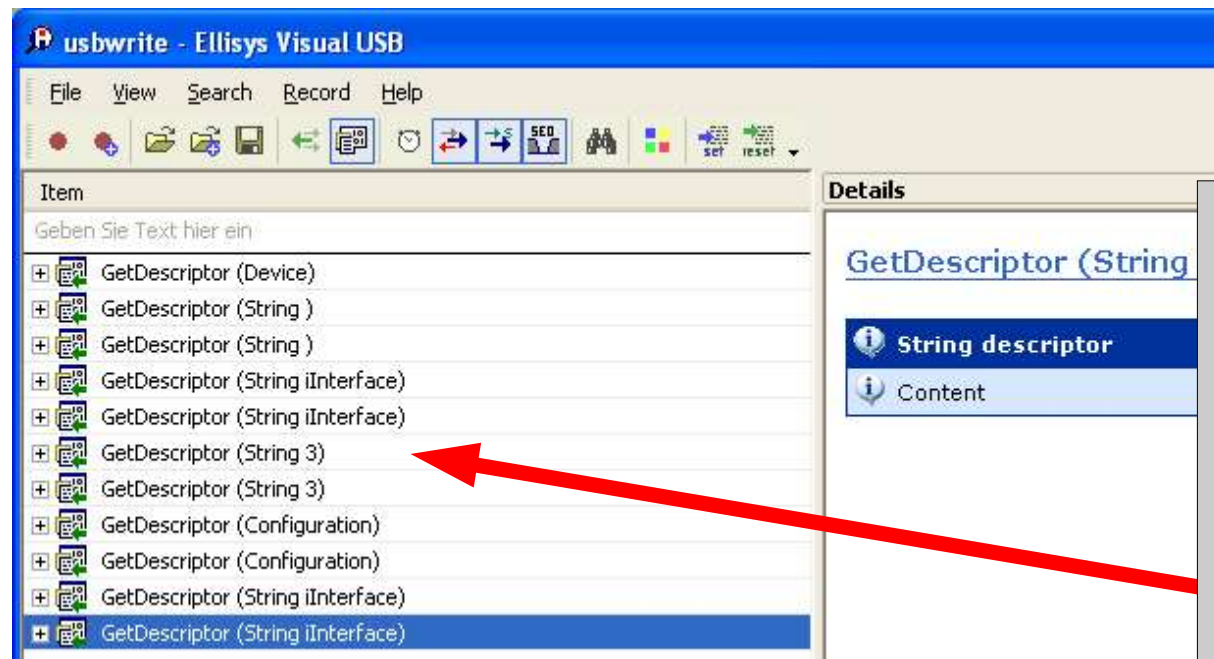 usbwrite - Ellisys Visual USB
File View Search Record Help
SEQ set reset
Item
Details
Geben Sie Text hier ein
GetDescriptor (Device)
GetDescriptor (String )
GetDescriptor (String )
GetDescriptor (String iInterface)
GetDescriptor (String iInterface)
GetDescriptor (String 3)
GetDescriptor (String 3)
GetDescriptor (Configuration)
GetDescriptor (Configuration)
GetDescriptor (String iInterface)
GetDescriptor (String iInterface)
GetDescriptor (String
String descriptor
Content